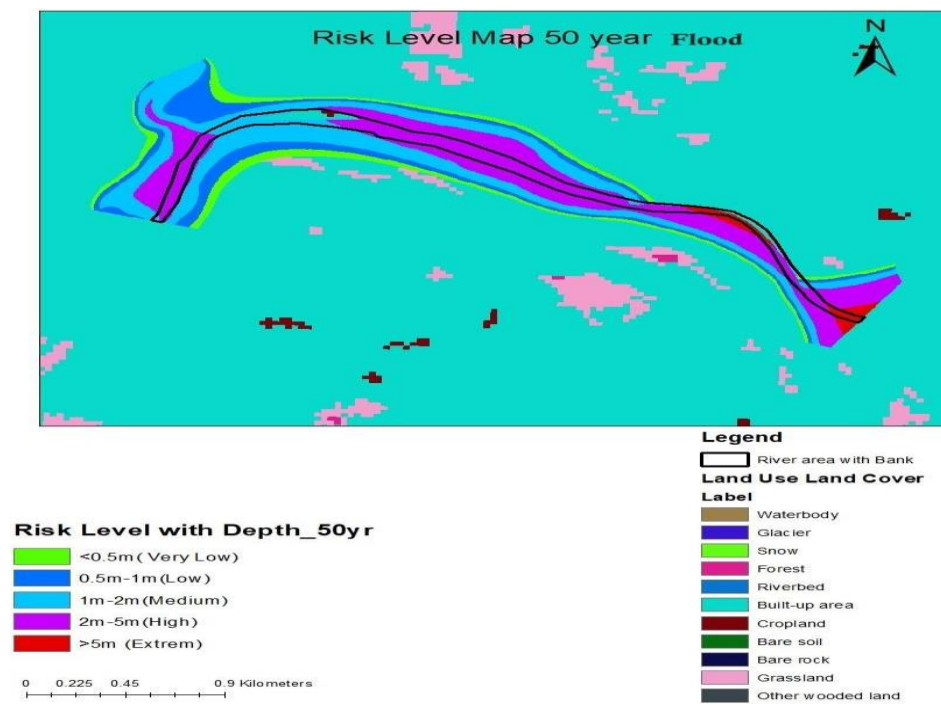 Risk Level Map 50 year Flood
N
Legend
River area with Bank
Land Use Land Cover
Label
Waterbody
Glacier
Snow
Forest
Riverbed
Built-up area
Cropland
Bare soil
Bare rock
Grassland
Other wooded land
Risk Level with Depth_50yr
<0.5m( Very Low)
0.5m-1m(Low)
1m-2m(Medium)
2m-5m(High)
>5m (Extrem)
0 0.225 0.45 0.9 Kilometers